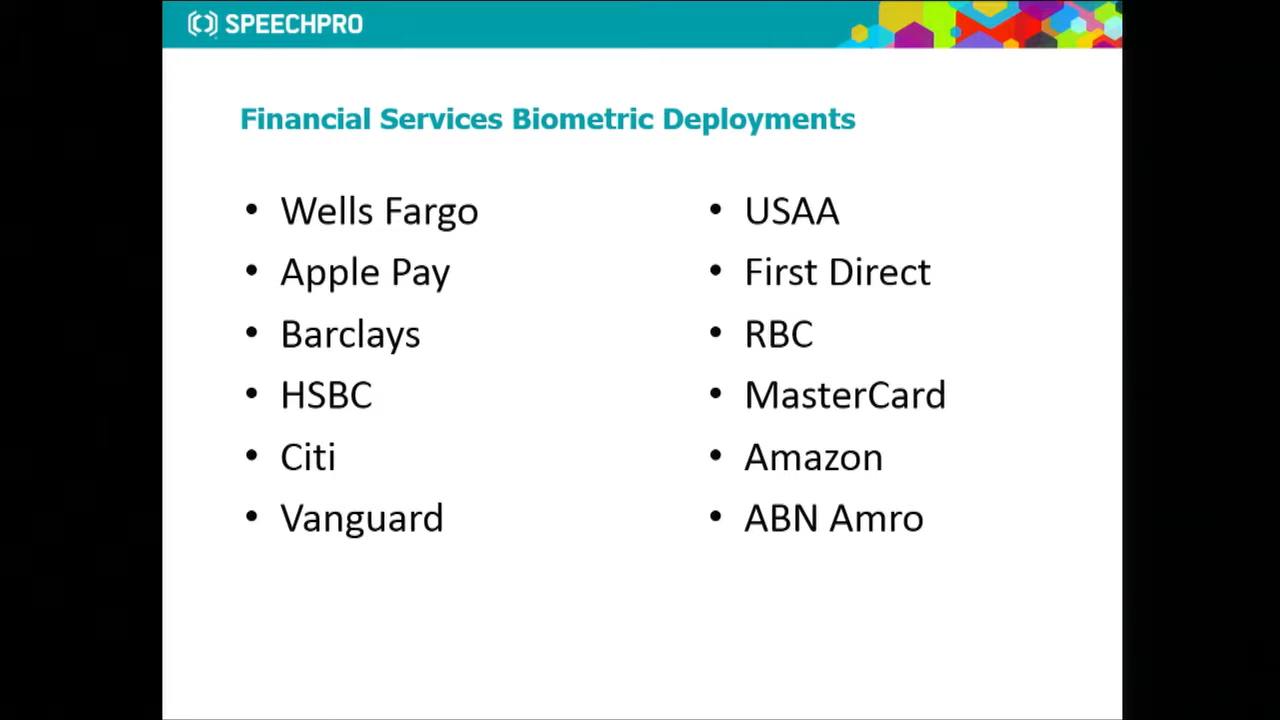 SPEECHPRO
Financial Services Biometric Deployments
• Wells Fargo
• Apple Pay
• Barclays
• HSBC
• Citi
• Vanguard
• USAA
• First Direct
• RBC
• MasterCard
• Amazon
• ABN Amro